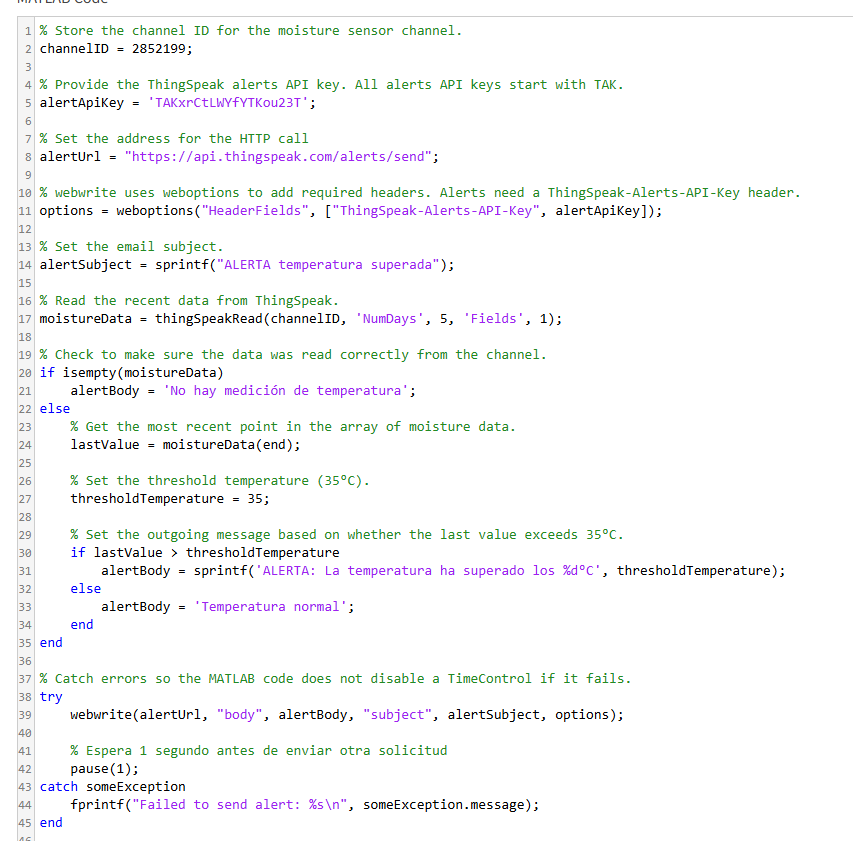 MATLAB Code
1 % Store the channel ID for the moisture sensor channel.
2 channelID = 2852199;
3
4 % Provide the ThingSpeak alerts API key. All alerts API keys start with TAK.
5 alertApiKey = 'TAKxrCtLWYfYTKou23T';
6
7 % Set the address for the HTTP call
8 alertUrl = "https://api.thingspeak.com/alerts/send";
9
10 % webwrite uses weboptions to add required headers. Alerts need a ThingSpeak-Alerts-API-Key header.
11 options = weboptions("HeaderFields", ["ThingSpeak-Alerts-API-Key", alertApiKey]);
12
13 % Set the email subject.
14 alertSubject = sprintf("ALERTA temperatura superada");
15
16 % Read the recent data from ThingSpeak.
17 moistureData = thingSpeakRead(channelID, 'NumDays', 5, 'Fields', 1);
18
19 % Check to make sure the data was read correctly from the channel.
20 if isempty(moistureData)
21     alertBody = 'No hay medición de temperatura';
22 else
23     % Get the most recent point in the array of moisture data.
24     lastValue = moistureData(end);
25
26     % Set the threshold temperature (35°C).
27     thresholdTemperature = 35;
28
29     % Set the outgoing message based on whether the last value exceeds 35°C.
30     if lastValue > thresholdTemperature
31         alertBody = sprintf('ALERTA: La temperatura ha superado los %d°C', thresholdTemperature);
32     else
33         alertBody = 'Temperatura normal';
34     end
35 end
36
37 % Catch errors so the MATLAB code does not disable a TimeControl if it fails.
38 try
39     webwrite(alertUrl, "body", alertBody, "subject", alertSubject, options);
40
41     % Espera 1 segundo antes de enviar otra solicitud
42     pause(1);
43 catch someException
44     fprintf("Failed to send alert: %s\n", someException.message);
45 end
46